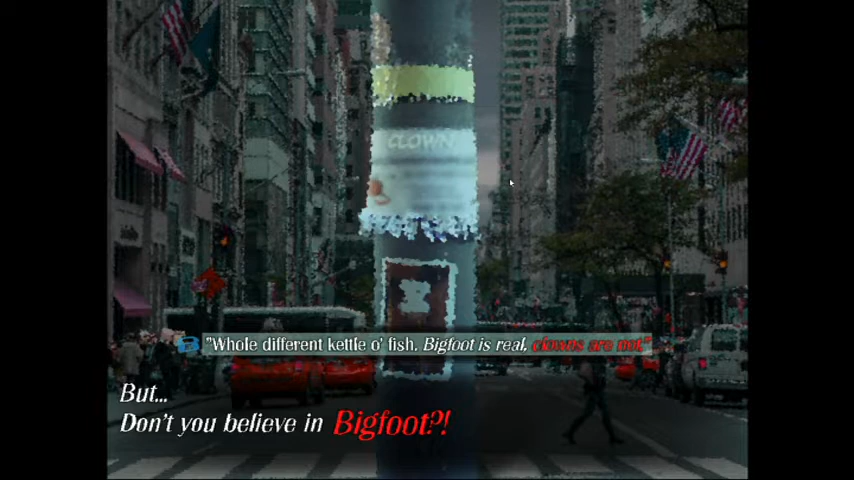 CLOWN
"Whole different kettle o' fish. Bigfoot is real, clowns are not."
But...
Don't you believe in Bigfoot?!